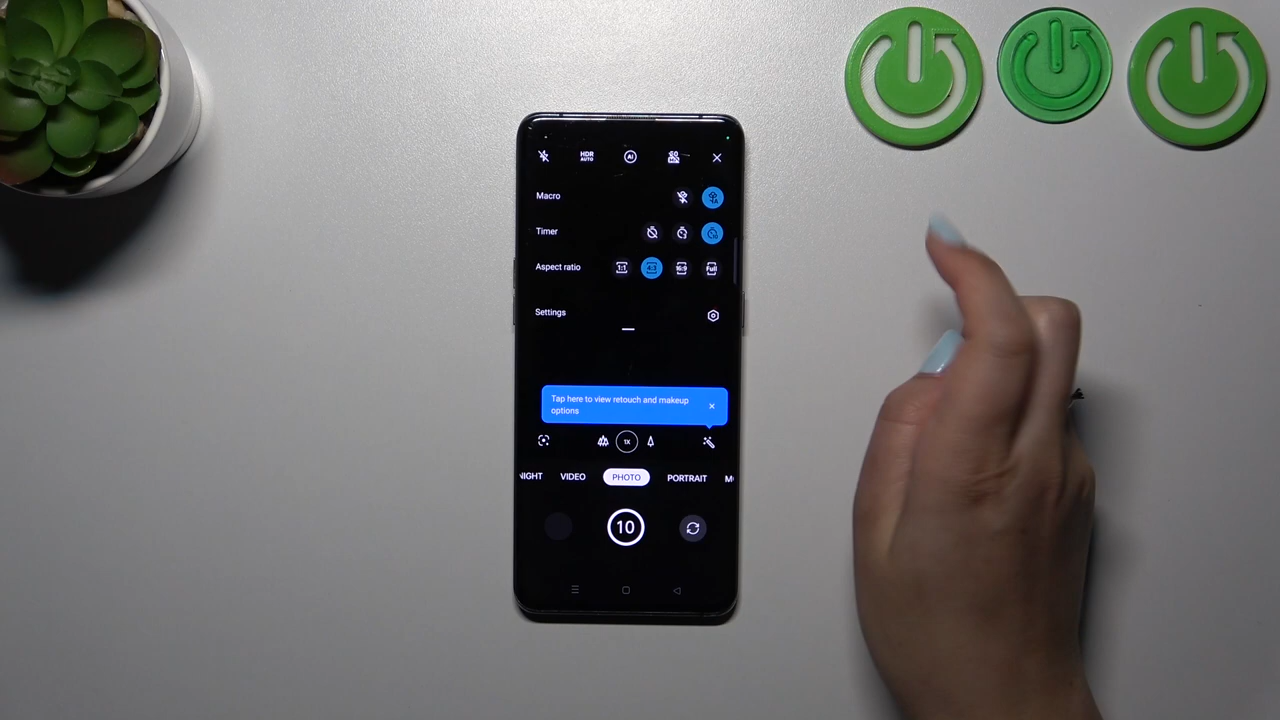 HDR
AUTO
AI
Macro
Timer
Aspect ratio
1:1
4:3
16:9
Full
Settings
Tap here to view retouch and makeup
options
1X
NIGHT
VIDEO
PHOTO
PORTRAIT
10